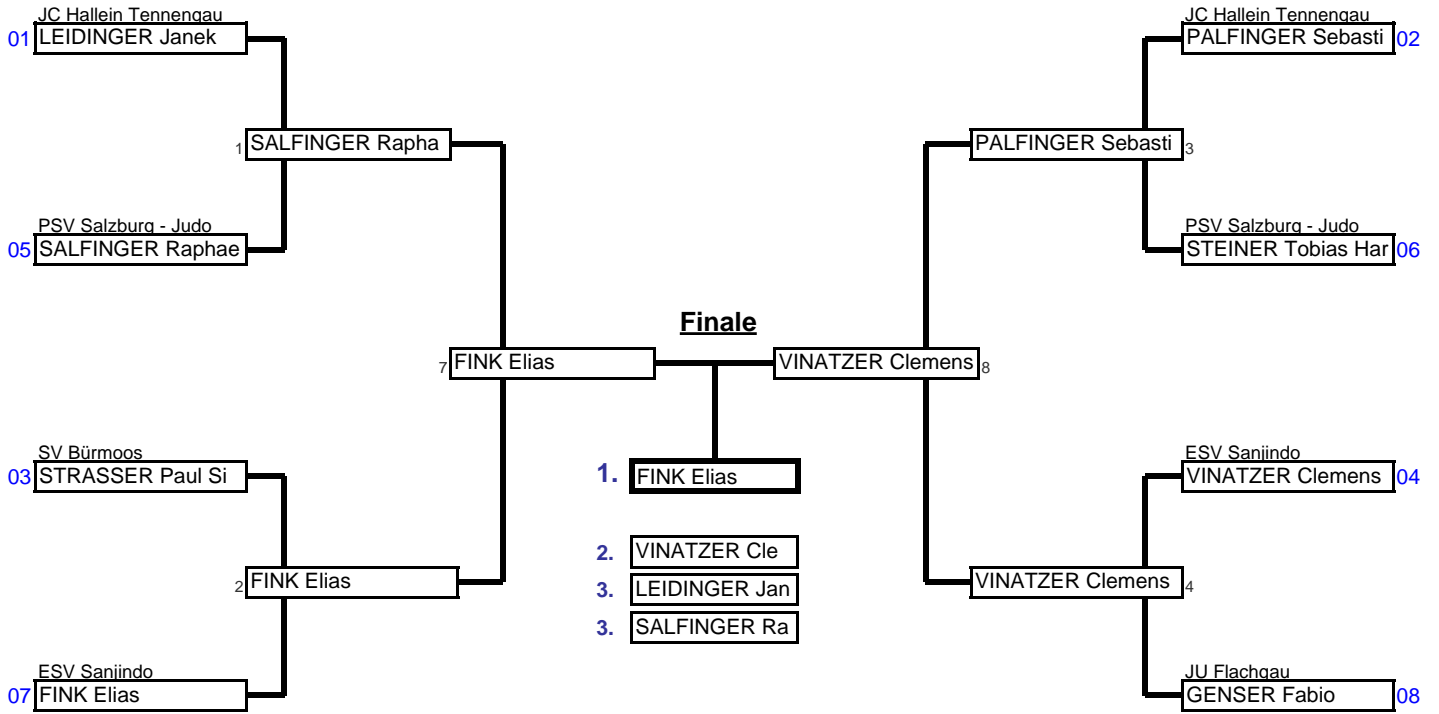 JC Hallein Tennengau
01 LEIDINGER Janek
1 SALFINGER Rapha
PSV Salzburg - Judo
05 SALFINGER Raphae
7 FINK Elias
SV Bürmoos
03 STRASSER Paul Si
2 FINK Elias
ESV Sanjindo
07 FINK Elias
Finale
1. FINK Elias
2. VINATZER Cle
3. LEIDINGER Jan
3. SALFINGER Ra
JC Hallein Tennengau
PALFINGER Sebasti 02
PALFINGER Sebasti 3
PSV Salzburg - Judo
STEINER Tobias Har 06
VINATZER Clemens 8
ESV Sanjindo
VINATZER Clemens 04
VINATZER Clemens 4
JU Flachgau
GENSER Fabio 08